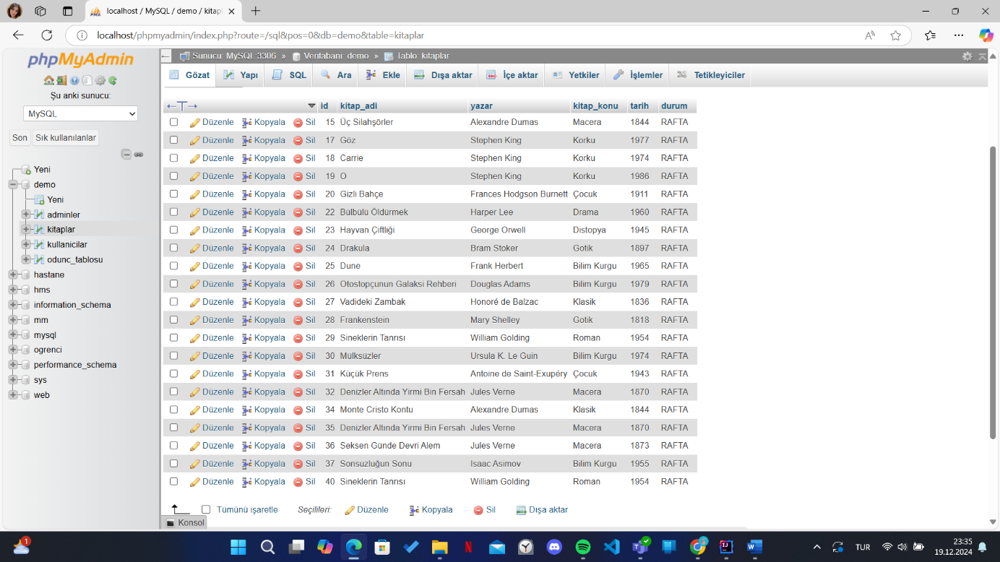 localhost / MySQL / demo / kitapl
localhost/phpmyadmin/index.php?route=/sql&pos=0&db=demo&table=kitaplar
phpMyAdmin
Şu anki sunucu:
MySQL
Son Sık kullanılanlar
Yeni
demo
Yeni
adminler
kitaplar
kullanicilar
odunc_tablosu
hastane
hms
information_schema
mm
mysql
ogrenci
performance_schema
sys
web
Sunucu: MySQL:3306 » Veritabanı: demo » Tablo: kitaplar
Gözat Yapı SQL Ara Ekle Dışa aktar İçe aktar Yetkiler İşlemler Tetikleyiciler
id kitap_adi yazar kitap_konu tarih durum
Düzenle Kopyala Sil 15 Üç Silahşörler Alexandre Dumas Macera 1844 RAFTA
Düzenle Kopyala Sil 17 Göz Stephen King Korku 1977 RAFTA
Düzenle Kopyala Sil 18 Carrie Stephen King Korku 1974 RAFTA
Düzenle Kopyala Sil 19 O Stephen King Korku 1986 RAFTA
Düzenle Kopyala Sil 20 Gizli Bahçe Frances Hodgson Burnett Çocuk 1911 RAFTA
Düzenle Kopyala Sil 22 Bülbülü Öldürmek Harper Lee Drama 1960 RAFTA
Düzenle Kopyala Sil 23 Hayvan Çiftliği George Orwell Distopya 1945 RAFTA
Düzenle Kopyala Sil 24 Drakula Bram Stoker Gotik 1897 RAFTA
Düzenle Kopyala Sil 25 Dune Frank Herbert Bilim Kurgu 1965 RAFTA
Düzenle Kopyala Sil 26 Otostopçunun Galaksi Rehberi Douglas Adams Bilim Kurgu 1979 RAFTA
Düzenle Kopyala Sil 27 Vadideki Zambak Honoré de Balzac Klasik 1836 RAFTA
Düzenle Kopyala Sil 28 Frankenstein Mary Shelley Gotik 1818 RAFTA
Düzenle Kopyala Sil 29 Sineklerin Tanrısı William Golding Roman 1954 RAFTA
Düzenle Kopyala Sil 30 Mülksüzler Ursula K. Le Guin Bilim Kurgu 1974 RAFTA
Düzenle Kopyala Sil 31 Küçük Prens Antoine de Saint-Exupéry Çocuk 1943 RAFTA
Düzenle Kopyala Sil 32 Denizler Altında Yirmi Bin Fersah Jules Verne Macera 1870 RAFTA
Düzenle Kopyala Sil 34 Monte Cristo Kontu Alexandre Dumas Klasik 1844 RAFTA
Düzenle Kopyala Sil 35 Denizler Altında Yirmi Bin Fersah Jules Verne Macera 1870 RAFTA
Düzenle Kopyala Sil 36 Seksen Günde Devri Alem Jules Verne Macera 1873 RAFTA
Düzenle Kopyala Sil 37 Sonsuzluğun Sonu Isaac Asimov Bilim Kurgu 1955 RAFTA
Düzenle Kopyala Sil 40 Sineklerin Tanrısı William Golding Roman 1954 RAFTA
Tümünü işaretle Seçilileri: Düzenle Kopyala Sil Dışa aktar
Konsol
1
TUR
23:35
19.12.2024